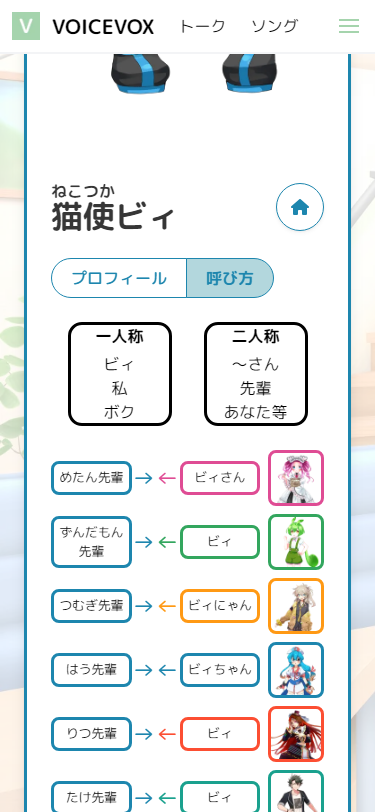 V VOICEVOX トーク ソング
ねこつか
猫使ビィ
プロフィール 呼び方
一人称
ビィ
私
ボク
二人称
〜さん
先輩
あなた等
めたん先輩 → ← ビィさん
ずんだもん
先輩 → ← ビィ
つむぎ先輩 → ← ビィにゃん
はう先輩 → ← ビィちゃん
りつ先輩 → ← ビィ
たけ先輩 → ← ビィ